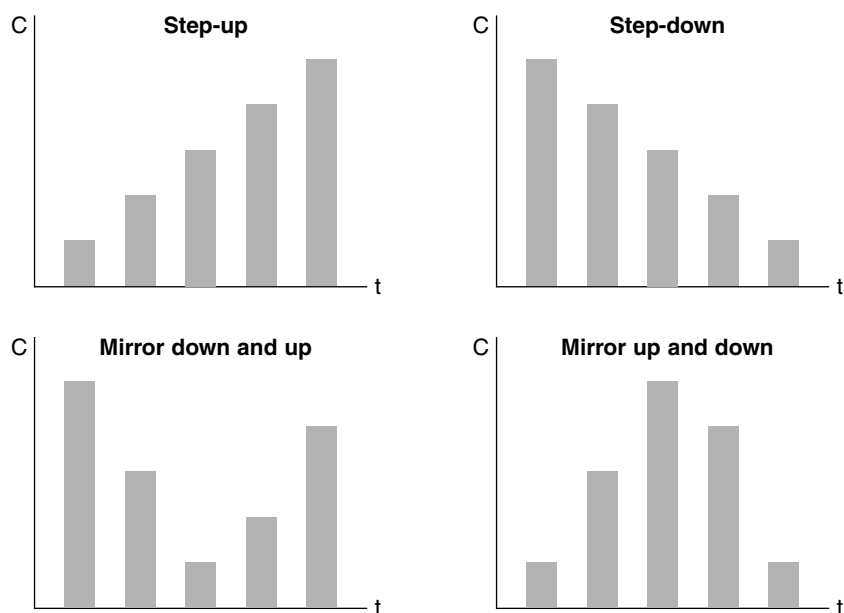 C
Step-up
t
C
Step-down
t
C
Mirror down and up
t
C
Mirror up and down
t